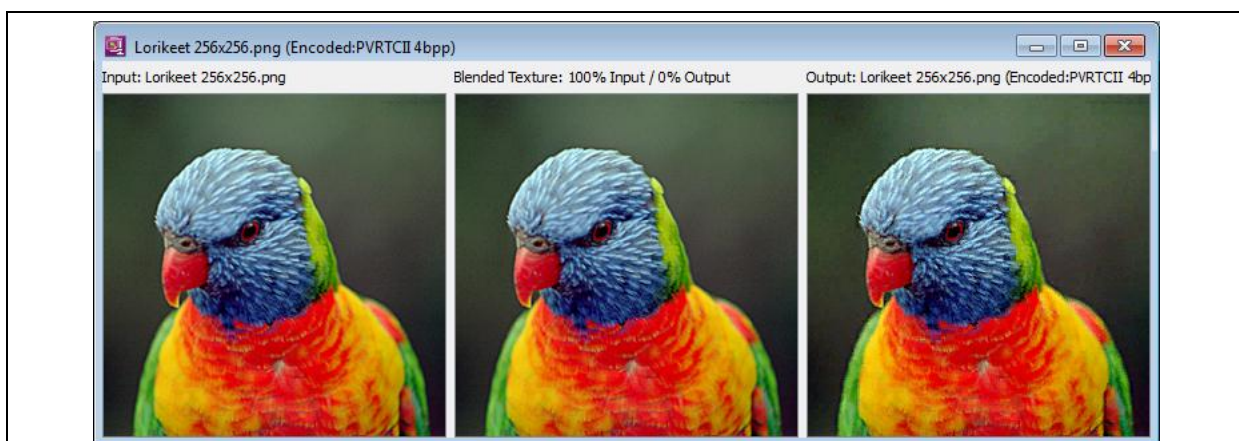 Lorikeet 256x256.png (Encoded:PVRTCII 4bpp)
Input: Lorikeet 256x256.png
Blended Texture: 100% Input / 0% Output
Output: Lorikeet 256x256.png (Encoded:PVRTCII 4bp